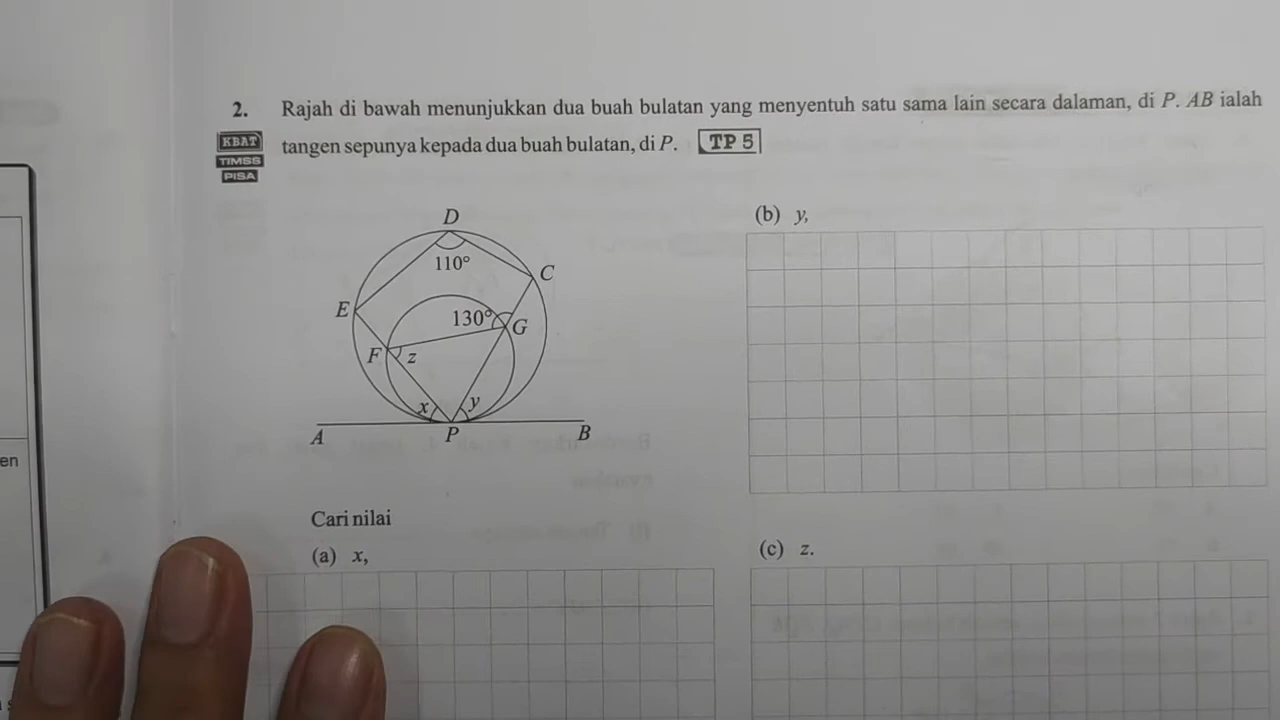 2. Rajah di bawah menunjukkan dua buah bulatan yang menyentuh satu sama lain secara dalaman, di P. AB ialah
KBAT
tangen sepunya kepada dua buah bulatan, di P. TP 5
TIMSS
PISA
D
110°
C
E
130°
G
F
z
x
y
A
P
B
Cari nilai
(a) x,
(b) y,
(c) z.
en